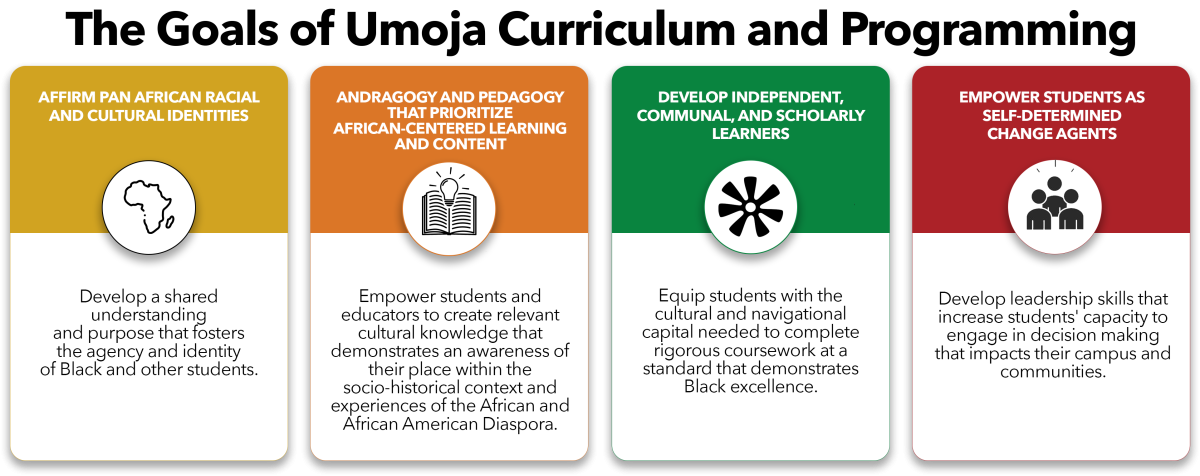 The Goals of Umoja Curriculum and Programming
AFFIRM PAN AFRICAN RACIAL
AND CULTURAL IDENTITIES
Develop a shared
understanding
and purpose that fosters
the agency and identity
of Black and other students.
ANDRAGOGY AND PEDAGOGY
THAT PRIORITIZE
AFRICAN-CENTERED LEARNING
AND CONTENT
Empower students and
educators to create relevant
cultural knowledge that
demonstrates an awareness of
their place within the
socio-historical context and
experiences of the African and
African American Diaspora.
DEVELOP INDEPENDENT,
COMMUNAL, AND SCHOLARLY
LEARNERS
Equip students with the
cultural and navigational
capital needed to complete
rigorous coursework at a
standard that demonstrates
Black excellence.
EMPOWER STUDENTS AS
SELF-DETERMINED
CHANGE AGENTS
Develop leadership skills that
increase students' capacity to
engage in decision making
that impacts their campus and
communities.